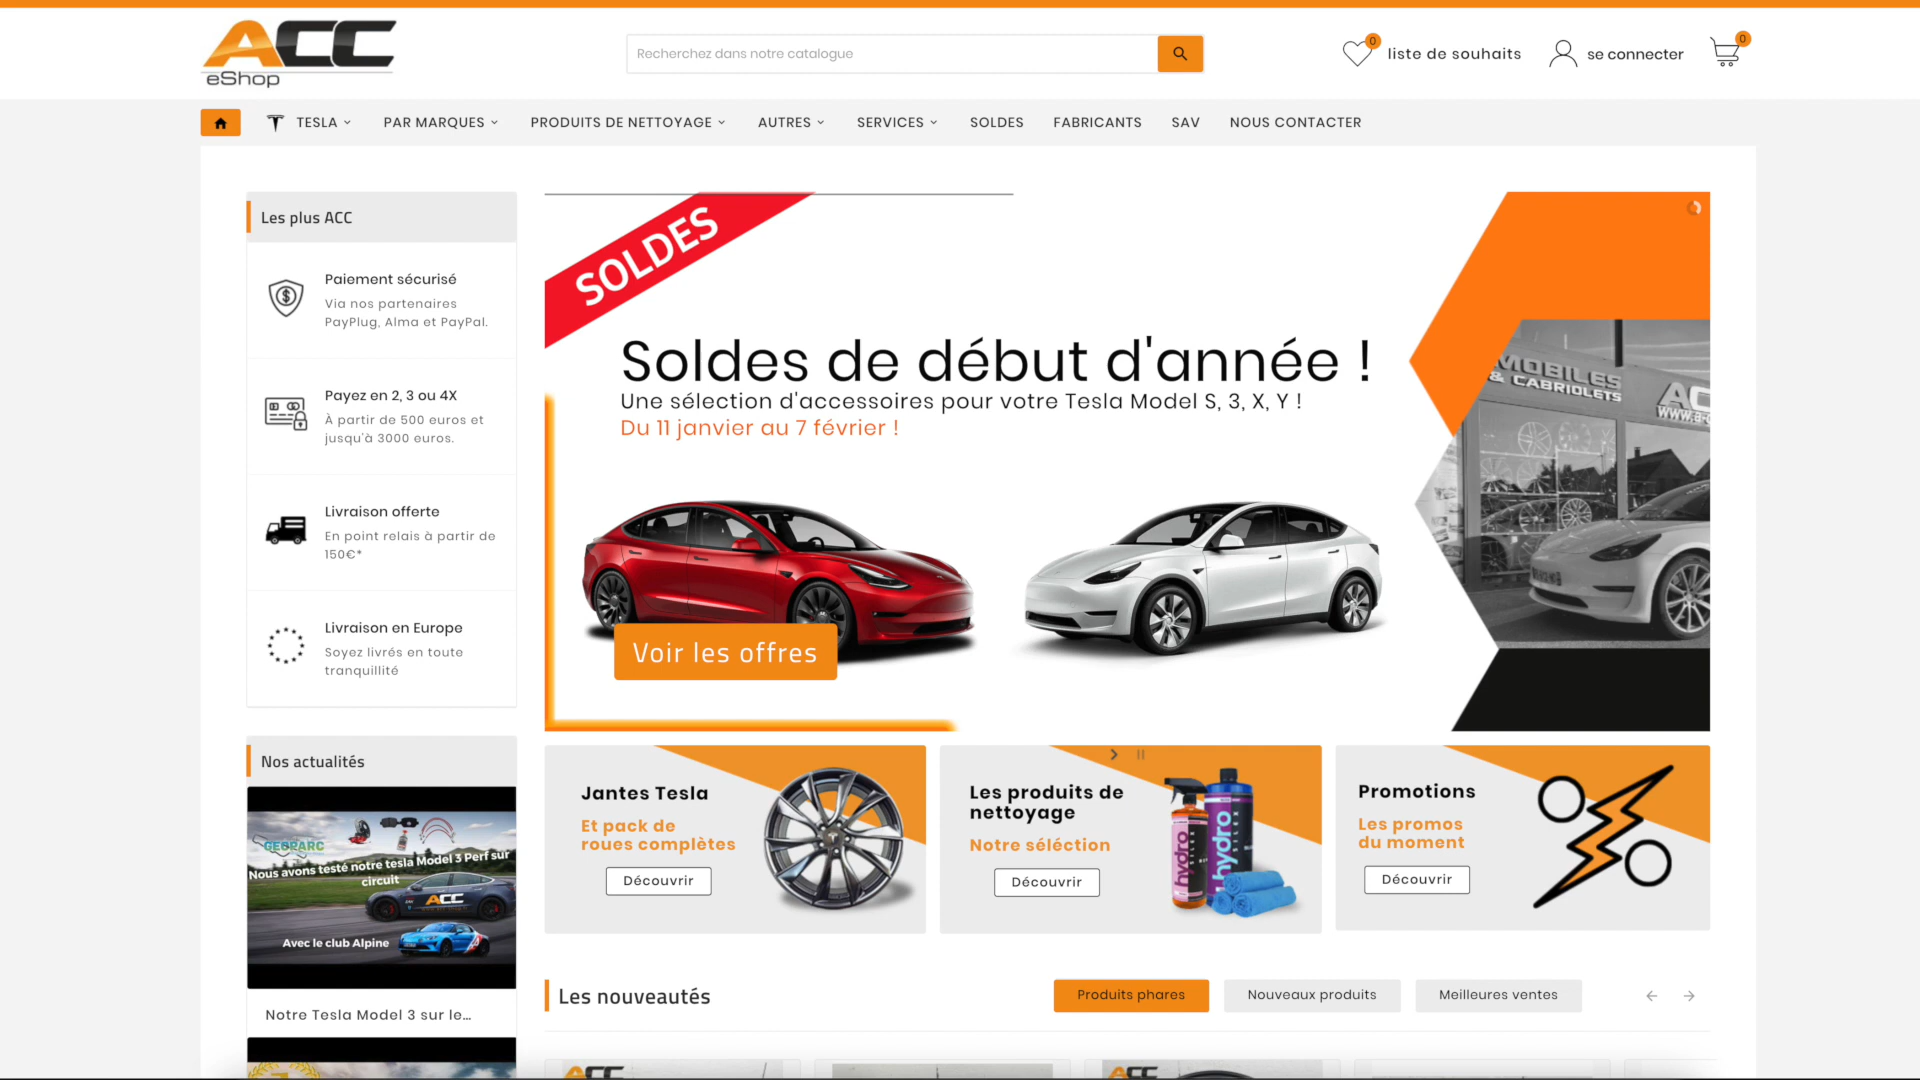 ACC
eShop
Recherchez dans notre catalogue
0
liste de souhaits
se connecter
0
TESLA
PAR MARQUES
PRODUITS DE NETTOYAGE
AUTRES
SERVICES
SOLDES
FABRICANTS
SAV
NOUS CONTACTER
Les plus ACC
Paiement sécurisé
Via nos partenaires
PayPlug, Alma et PayPal.
Payez en 2, 3 ou 4X
À partir de 500 euros et
jusqu'à 3000 euros.
Livraison offerte
En point relais à partir de
150€*
Livraison en Europe
Soyez livrés en toute
tranquillité
Nos actualités
GEOPARC
Nous avons testé notre tesla Model 3 Perf sur
circuit
ACC
Avec le club Alpine
Notre Tesla Model 3 sur le...
SOLDES
Soldes de début d'année !
Une sélection d'accessoires pour votre Tesla Model S, 3, X, Y !
Du 11 janvier au 7 février !
Voir les offres
MOBILES
& CABRIOLETS
AC
Jantes Tesla
Et pack de
roues complètes
Découvrir
Les produits de
nettoyage
Notre séléction
Découvrir
hydro
hydro
Promotions
Les promos
du moment
Découvrir
Les nouveautés
Produits phares
Nouveaux produits
Meilleures ventes
ACC
ACC